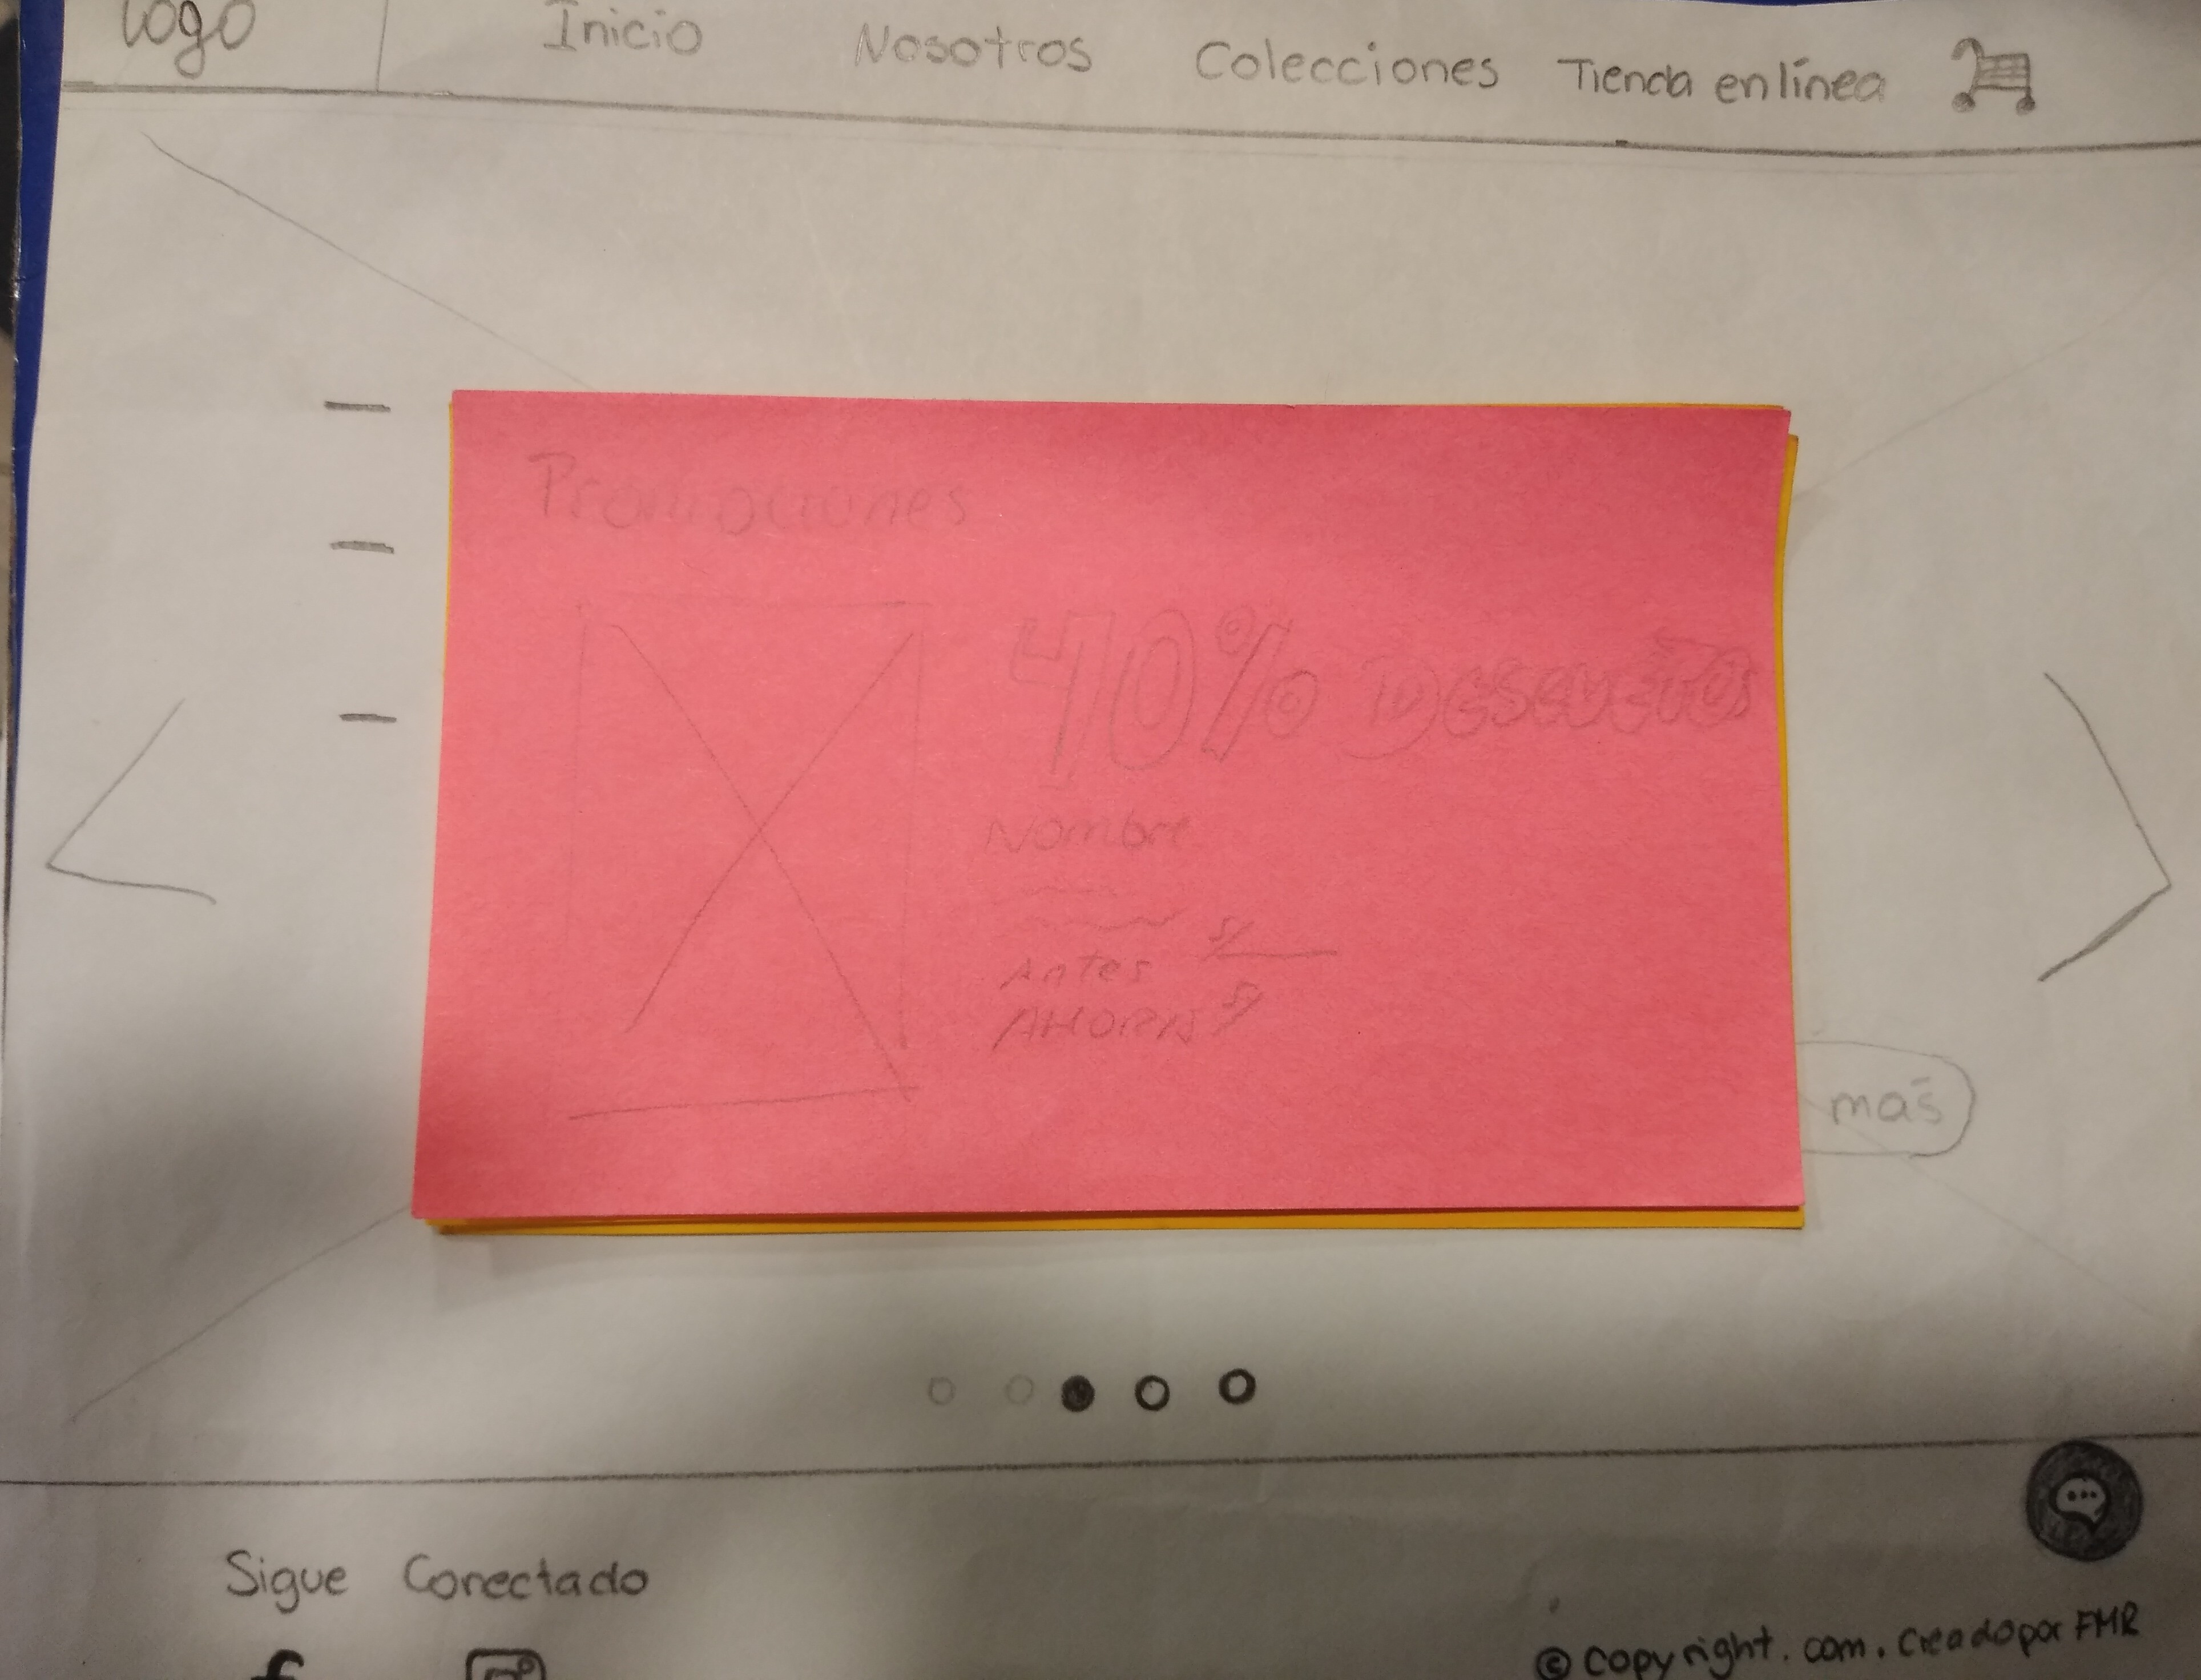 logo
Inicio Nosotros Colecciones Tienda en línea
Promociones
40%
Nombre
Antes S/
AHORA S/
más
Sigue Conectado
© Copyright.com. Creado por FMR